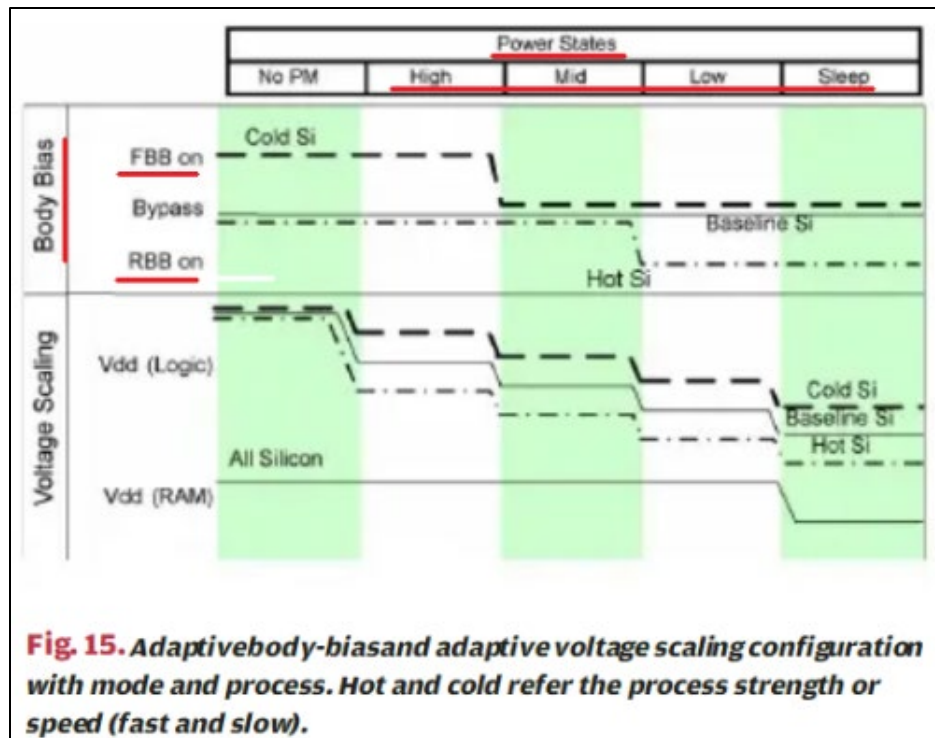 Power States
No PM High Mid Low Sleep
Body Bias
Cold Si
FBB on
Bypass
Baseline Si
RBB on
Hot Si
Voltage Scaling
Vdd (Logic)
Cold Si
Baseline Si
Hot Si
All Silicon
Vdd (RAM)
Fig. 15. Adaptivebody-biasand adaptive voltage scaling configuration
with mode and process. Hot and cold refer the process strength or
speed (fast and slow).